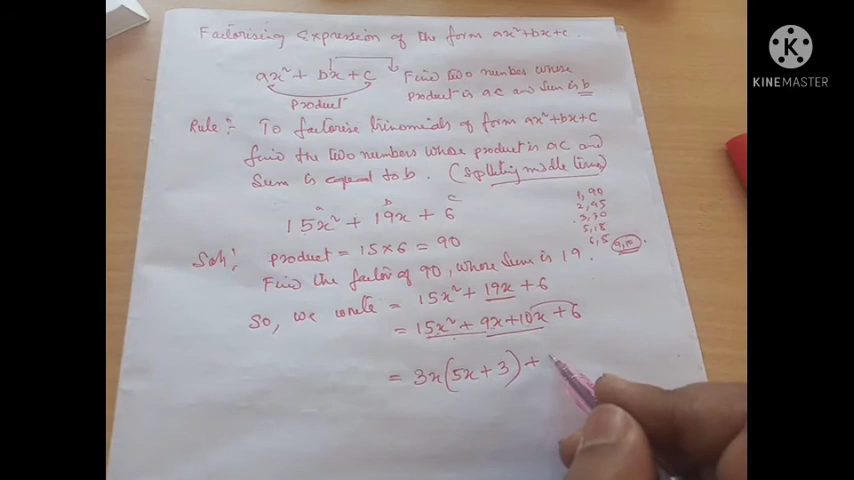 Factorising Expression of the form ax²+bx+c.
ax² + bx + c Find two number whose
product product is ac and sum is b
Rule:- To factorise trinomials of form ax²+bx+c
find the two numbers whose product is ac and
Sum is equal to b. (splitting middle term)
a b c
15x² + 19x + 6
1,90
2,45
3,30
5,18
6,5 9,10
Soln: product = 15×6 = 90
Find the factor of 90, whose sum is 19.
So, we write = 15x² + 19x + 6
= 15x² + 9x + 10x + 6
= 3x(5x+3) +
K
KINEMASTER